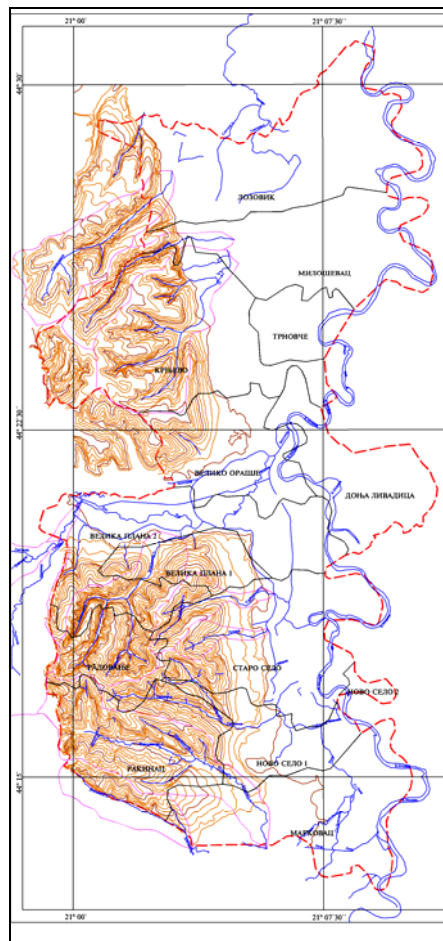 21° 00´
21° 07´30´´
44° 30´
ЛОЗОВИК
МИЛОШЕВАЦ
ТРНОВЧЕ
КРЊЕВО
44° 22´30´´
ВЕЛИКО ОРАШЈЕ
ДОЊА ЛИВАДИЦА
ВЕЛИКА ПЛАНА 2
ВЕЛИКА ПЛАНА 1
РАДОВАЊЕ
СТАРО СЕЛО
НОВО СЕЛО 2
РАКИНАЦ
НОВО СЕЛО 1
44° 15´
МАРКОВАЦ
21° 00´
21° 07´30´´